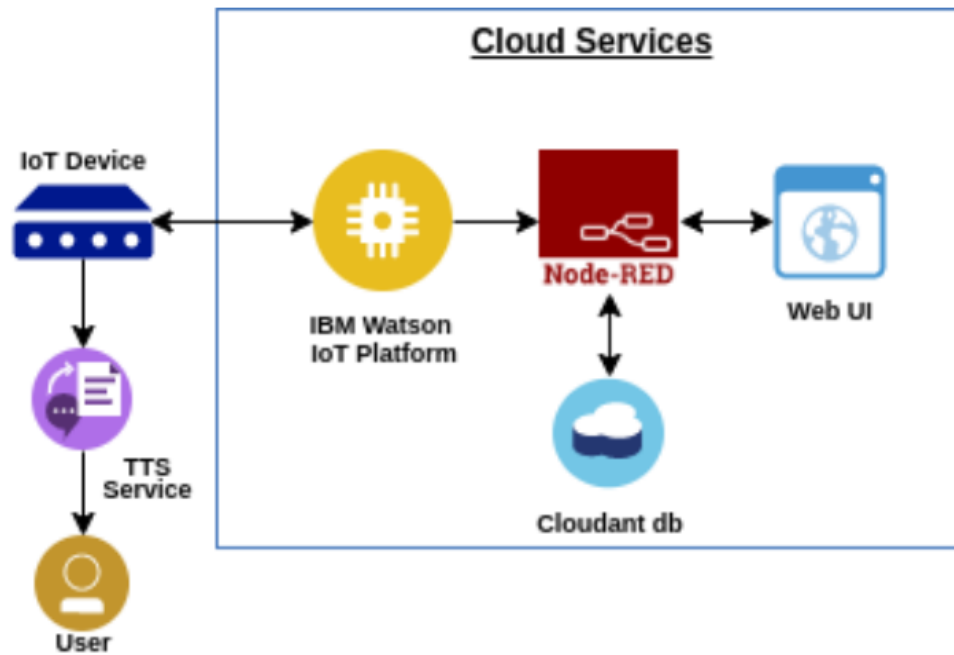 Cloud Services
IoT Device
Node-RED
Web UI
IBM Watson
IoT Platform
TTS
Service
Cloudant db
User